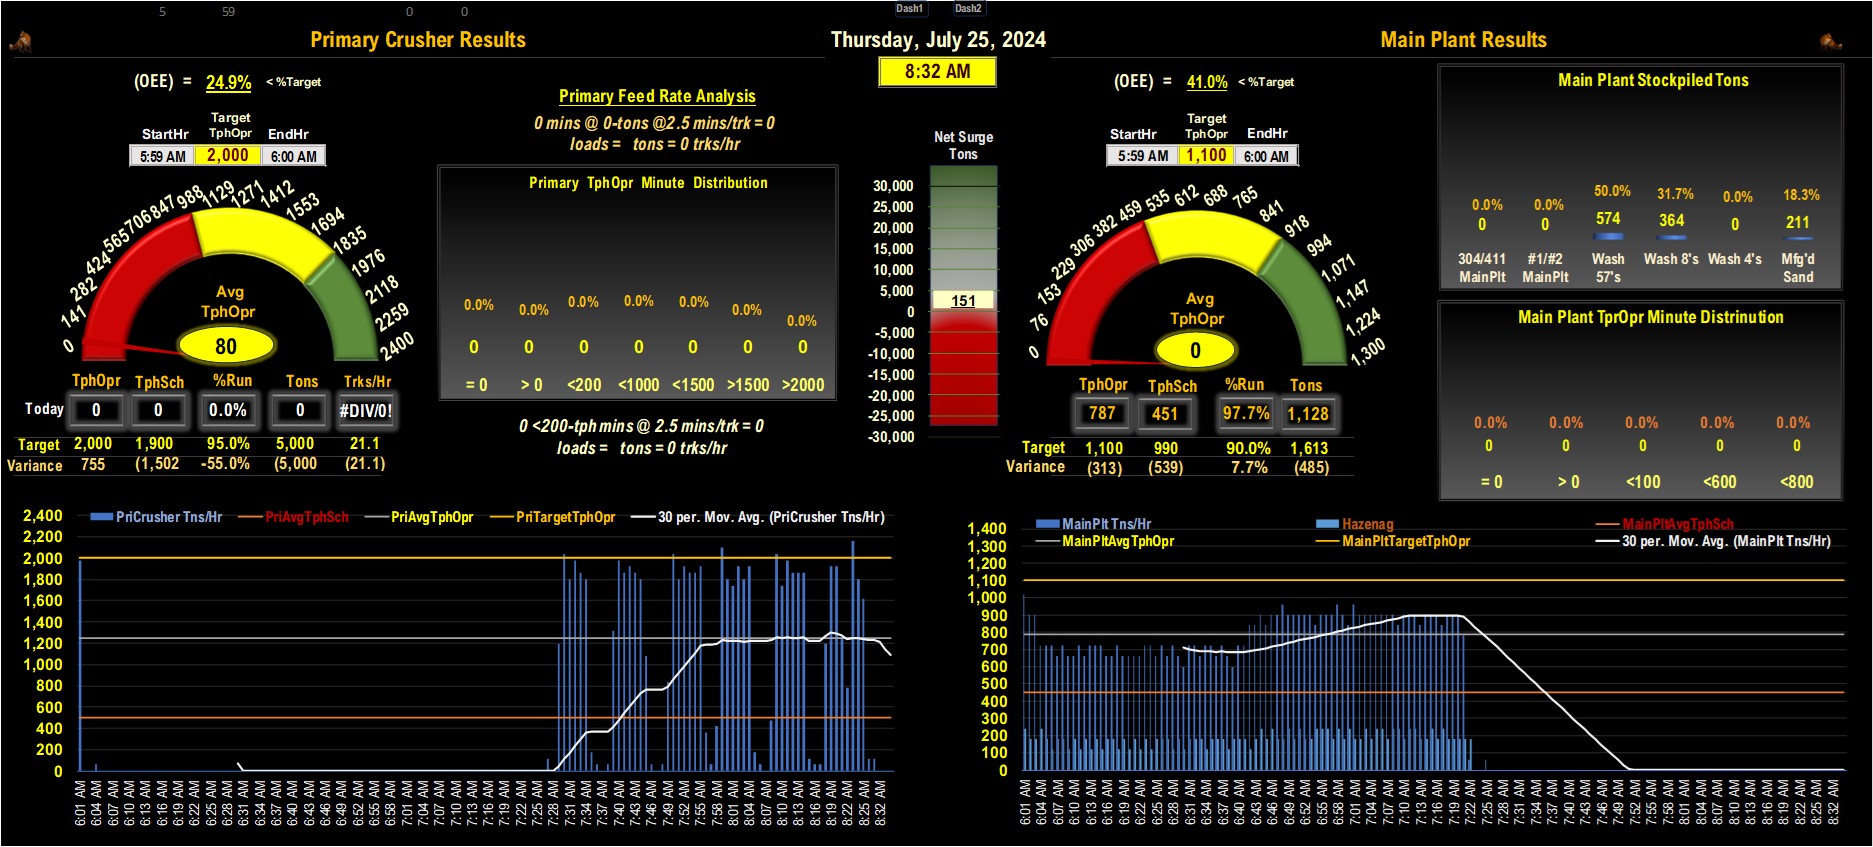 5 59 0 0
Dash1 Dash2
Primary Crusher Results
Thursday, July 25, 2024
Main Plant Results
8:32 AM
(OEE) = 24.9% < %Target
Target
StartHr TphOpr EndHr
5:59 AM 2,000 6:00 AM
0 141 282 424 565 706 847 988 1129 1271 1412 1553 1694 1835 1976 2118 2259 2400
Avg
TphOpr
80
TphOpr TphSch %Run Tons Trks/Hr
Today 0 0 0.0% 0 #DIV/0!
Target 2,000 1,900 95.0% 5,000 21.1
Variance 755 (1,502 -55.0% (5,000 (21.1)
Primary Feed Rate Analysis
0 mins @ 0-tons @2.5 mins/trk = 0
loads = tons = 0 trks/hr
Primary TphOpr Minute Distribution
0.0% 0.0% 0.0% 0.0% 0.0% 0.0% 0.0%
0 0 0 0 0 0 0
= 0 > 0 <200 <1000 <1500 >1500 >2000
0 <200-tph mins @ 2.5 mins/trk = 0
loads = tons = 0 trks/hr
Net Surge
Tons
30,000
25,000
20,000
15,000
10,000
5,000
151
0
-5,000
-10,000
-15,000
-20,000
-25,000
-30,000
(OEE) = 41.0% < %Target
Target
StartHr TphOpr EndHr
5:59 AM 1,100 6:00 AM
0 76 153 229 306 382 459 535 612 688 765 841 918 994 1,071 1,147 1,224 1,300
Avg
TphOpr
0
TphOpr TphSch %Run Tons
787 451 97.7% 1,128
Target 1,100 990 90.0% 1,613
Variance (313) (539) 7.7% (485)
Main Plant Stockpiled Tons
0.0% 0.0% 50.0% 31.7% 0.0% 18.3%
0 0 574 364 0 211
304/411 #1/#2 Wash Wash 8's Wash 4's Mfg'd
MainPlt MainPlt 57's Sand
Main Plant TprOpr Minute Distrinution
0.0% 0.0% 0.0% 0.0% 0.0%
0 0 0 0 0
= 0 > 0 <100 <600 <800
PriCrusher Tns/Hr PriAvgTphSch PriAvgTphOpr PriTargetTphOpr 30 per. Mov. Avg. (PriCrusher Tns/Hr)
2,400
2,200
2,000
1,800
1,600
1,400
1,200
1,000
800
600
400
200
0
6:01 AM 6:04 AM 6:07 AM 6:10 AM 6:13 AM 6:16 AM 6:19 AM 6:22 AM 6:25 AM 6:28 AM 6:31 AM 6:34 AM 6:37 AM 6:40 AM 6:43 AM 6:46 AM 6:49 AM 6:52 AM 6:55 AM 6:58 AM 7:01 AM 7:04 AM 7:07 AM 7:10 AM 7:13 AM 7:16 AM 7:19 AM 7:22 AM 7:25 AM 7:28 AM 7:31 AM 7:34 AM 7:37 AM 7:40 AM 7:43 AM 7:46 AM 7:49 AM 7:52 AM 7:55 AM 7:58 AM 8:01 AM 8:04 AM 8:07 AM 8:10 AM 8:13 AM 8:16 AM 8:19 AM 8:22 AM 8:25 AM 8:32 AM
MainPlt Tns/Hr Hazenag MainPltAvgTphSch
MainPltAvgTphOpr MainPltTargetTphOpr 30 per. Mov. Avg. (MainPlt Tns/Hr)
1,400
1,300
1,200
1,100
1,000
900
800
700
600
500
400
300
200
100
0
6:01 AM 6:04 AM 6:07 AM 6:10 AM 6:13 AM 6:16 AM 6:19 AM 6:22 AM 6:25 AM 6:28 AM 6:31 AM 6:34 AM 6:37 AM 6:40 AM 6:43 AM 6:46 AM 6:49 AM 6:52 AM 6:55 AM 6:58 AM 7:01 AM 7:04 AM 7:07 AM 7:10 AM 7:13 AM 7:16 AM 7:19 AM 7:22 AM 7:25 AM 7:28 AM 7:31 AM 7:34 AM 7:37 AM 7:40 AM 7:43 AM 7:46 AM 7:49 AM 7:52 AM 7:55 AM 7:58 AM 8:01 AM 8:04 AM 8:07 AM 8:10 AM 8:13 AM 8:16 AM 8:19 AM 8:22 AM 8:25 AM 8:32 AM